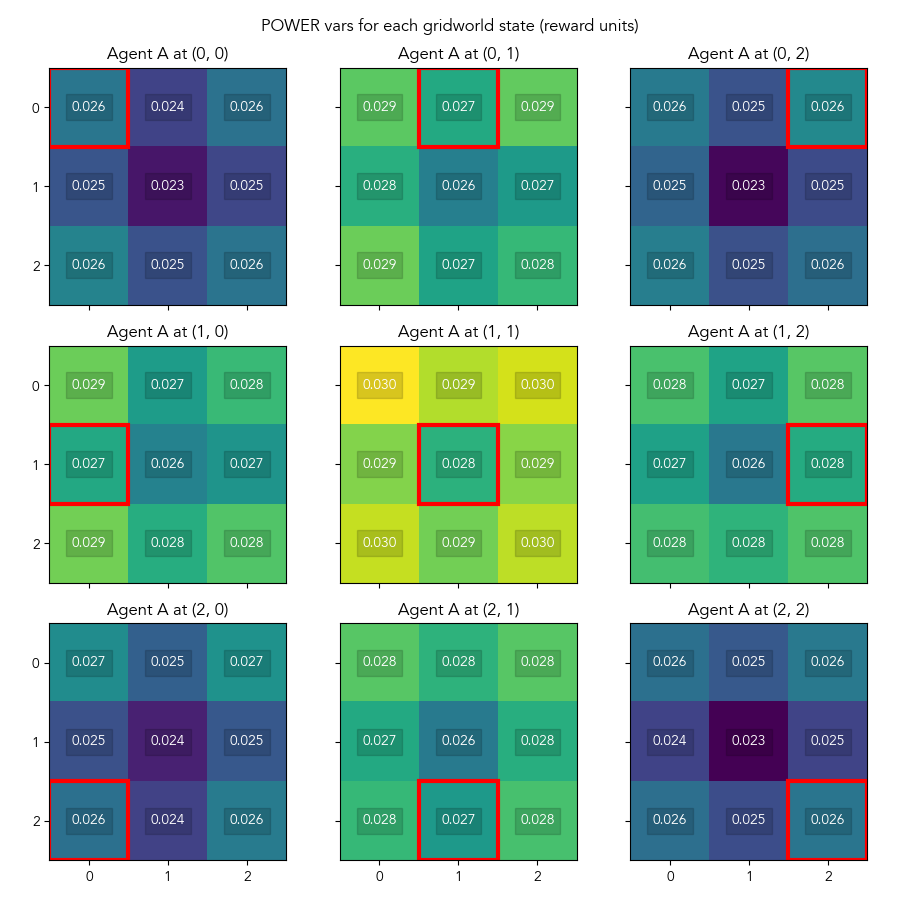 POWER vars for each gridworld state (reward units)
Agent A at (0, 0) Agent A at (0, 1) Agent A at (0, 2)
0 0.026 0.024 0.026 0.029 0.027 0.029 0.026 0.025 0.026
1 0.025 0.023 0.025 0.028 0.026 0.027 0.025 0.023 0.025
2 0.026 0.025 0.026 0.029 0.027 0.028 0.026 0.025 0.026
Agent A at (1, 0) Agent A at (1, 1) Agent A at (1, 2)
0 0.029 0.027 0.028 0.030 0.029 0.030 0.028 0.027 0.028
1 0.027 0.026 0.027 0.029 0.028 0.029 0.027 0.026 0.028
2 0.029 0.028 0.028 0.030 0.029 0.030 0.028 0.028 0.028
Agent A at (2, 0) Agent A at (2, 1) Agent A at (2, 2)
0 0.027 0.025 0.027 0.028 0.028 0.028 0.026 0.025 0.026
1 0.025 0.024 0.025 0.027 0.026 0.028 0.024 0.023 0.025
2 0.026 0.024 0.026 0.028 0.027 0.028 0.026 0.025 0.026
0 1 2 0 1 2 0 1 2